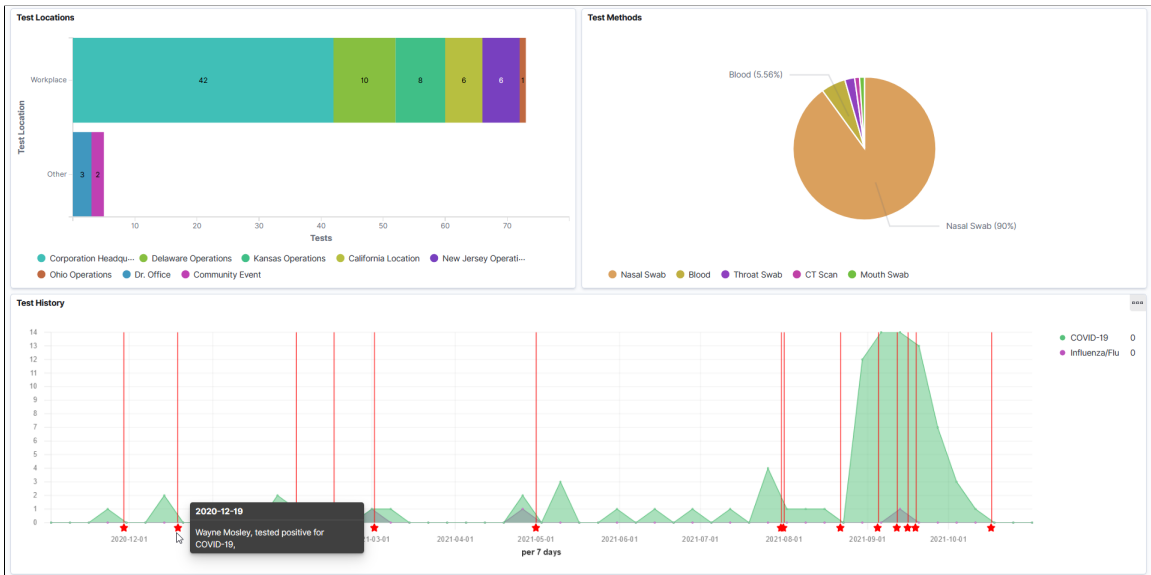 Test Locations
Workplace
42
10
8
6
6
1
Other
3
2
Test Location
10
20
30
40
50
60
70
Tests
Corporation Headqu...
Delaware Operations
Kansas Operations
California Location
New Jersey Operati...
Ohio Operations
Dr. Office
Community Event
Test Methods
Blood (5.56%)
Nasal Swab (90%)
Nasal Swab
Blood
Throat Swab
CT Scan
Mouth Swab
Test History
14
13
12
11
10
9
8
7
6
5
4
3
2
1
0
2020-12-01
2020-12-19
Wayne Mosley, tested positive for
COVID-19,
21-03-01
2021-04-01
2021-05-01
2021-06-01
2021-07-01
2021-08-01
2021-09-01
2021-10-01
per 7 days
COVID-19 0
Influenza/Flu 0